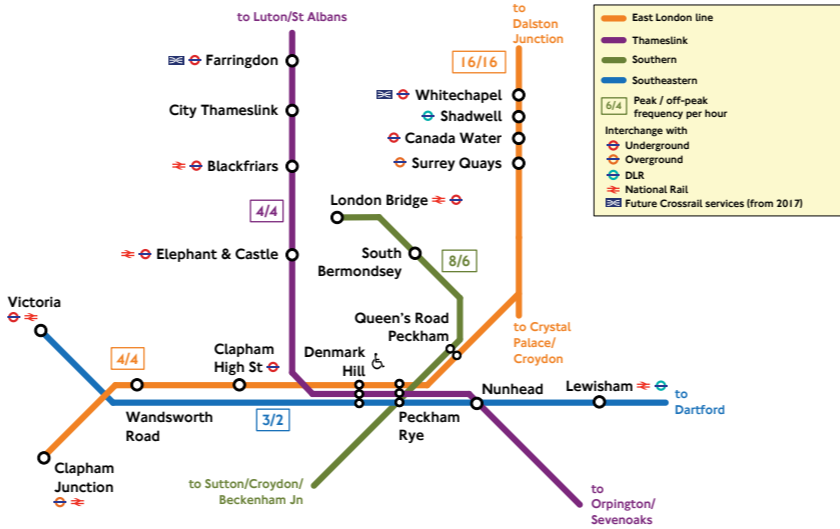 to Luton/St Albans
to
Dalston
Junction
Farringdon
City Thameslink
Blackfriars
4/4
Elephant & Castle
16/16
Whitechapel
Shadwell
Canada Water
Surrey Quays
London Bridge
South
Bermondsey
8/6
Queen's Road
Peckham
to Crystal
Palace/
Croydon
Victoria
4/4
Clapham
High St
Denmark
Hill
Wandsworth
Road
3/2
Peckham
Rye
Nunhead
Lewisham
to
Dartford
Clapham
Junction
to Sutton/Croydon/
Beckenham Jn
to
Orpington/
Sevenoaks
East London line
Thameslink
Southern
Southeastern
6/4
Peak / off-peak
frequency per hour
Interchange with
Underground
Overground
DLR
National Rail
Future Crossrail services (from 2017)